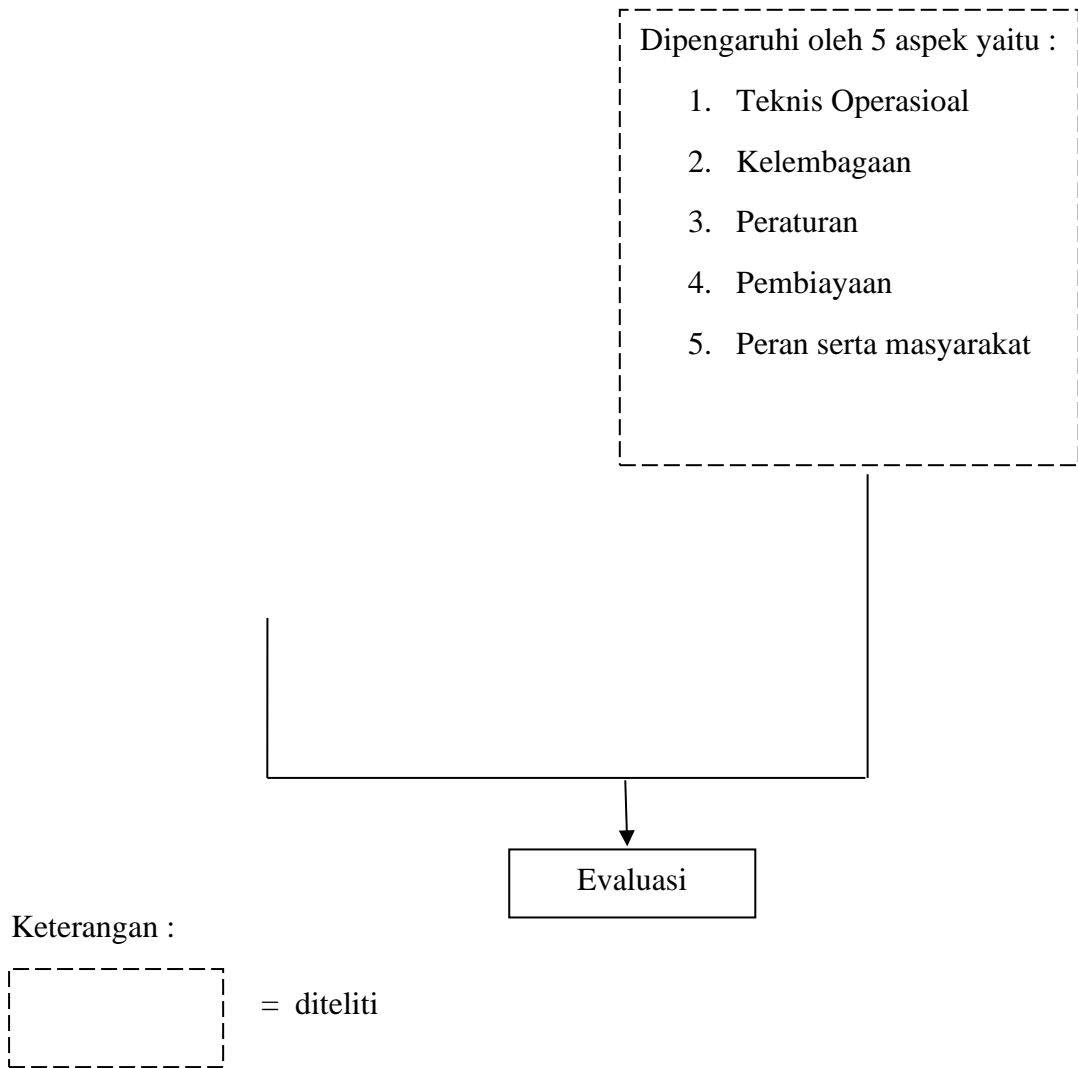 Dipengaruhi oleh 5 aspek yaitu :
1. Teknis Operasioal
2. Kelembagaan
3. Peraturan
4. Pembiayaan
5. Peran serta masyarakat
Evaluasi
Keterangan :
= diteliti